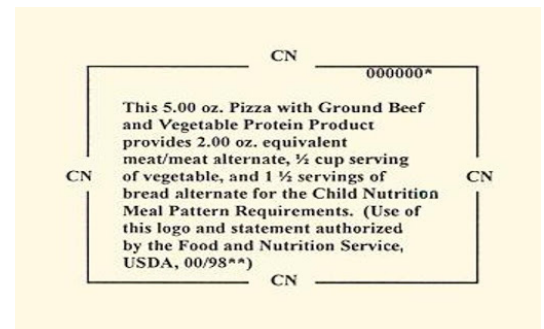 CN
000000*
This 5.00 oz. Pizza with Ground Beef
and Vegetable Protein Product
provides 2.00 oz. equivalent
meat/meat alternate, ½ cup serving
CN of vegetable, and 1 ½ servings of CN
bread alternate for the Child Nutrition
Meal Pattern Requirements. (Use of
this logo and statement authorized
by the Food and Nutrition Service,
USDA, 00/98**)
CN